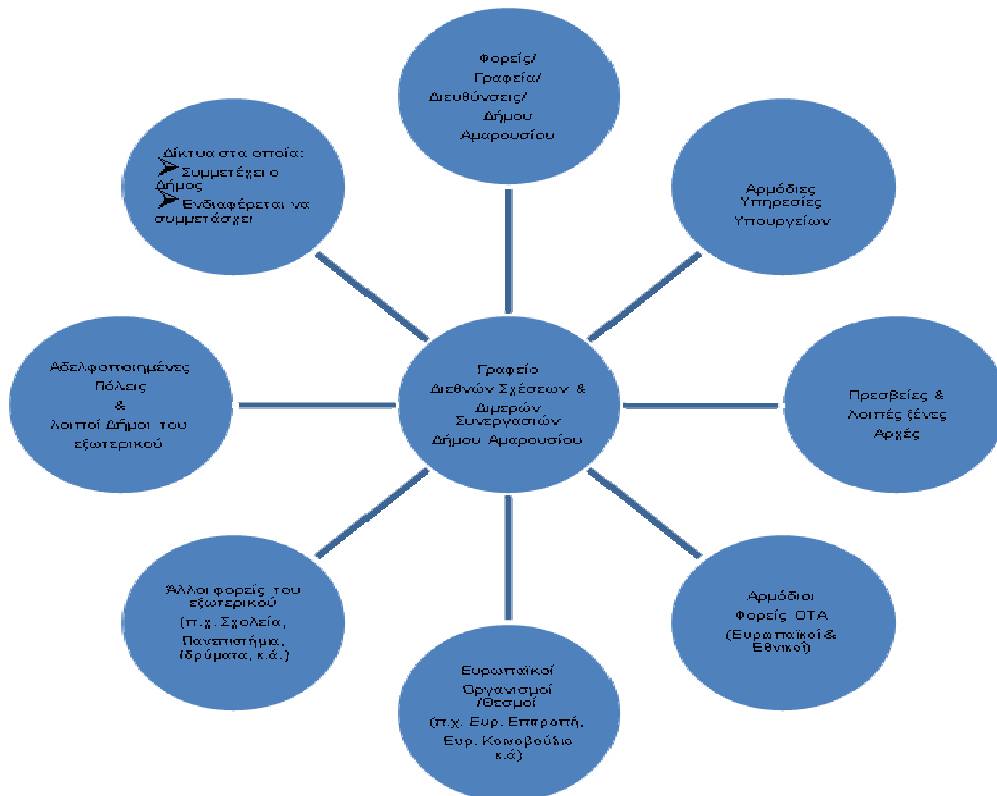 Φορείς/
Γραφεία/
Διευθύνσεις/
Δήμου
Αμαρουσίου
Δίκτυα στα οποία:
➤Συμμετέχει ο
Δήμος
➤Ενδιαφέρεται να
συμμετάσχει
Αρμόδιες
Υπηρεσίες
Υπουργείων
Αδελφοποιημένες
Πόλεις
&
λοιποί Δήμοι του
εξωτερικού
Γραφείο
Διεθνών Σχέσεων &
Διμερών
Συνεργασιών
Δήμου Αμαρουσίου
Πρεσβείες &
Λοιπές ξένες
Αρχές
Άλλοι φορείς του
εξωτερικού
(π.χ. Σχολεία,
Πανεπιστήμια,
Ιδρύματα, κ.ά.)
Ευρωπαϊκοί
Οργανισμοί
/Θεσμοί
(π.χ. Ευρ. Επιτροπή,
Ευρ. Κοινοβούλιο
κ.ά)
Αρμόδιοι
Φορείς ΟΤΑ
(Ευρωπαϊκοί &
Εθνικοί)